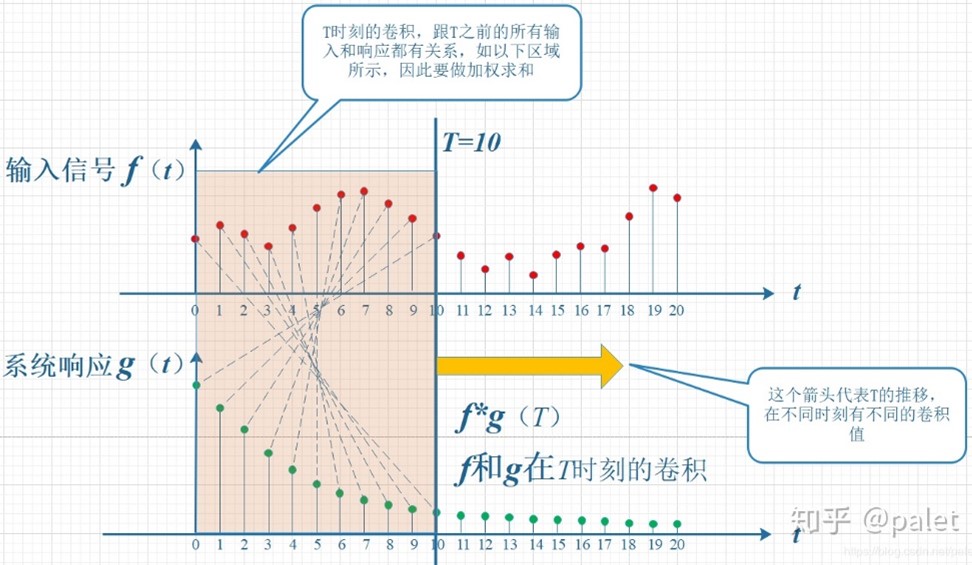 T时刻的卷积，跟T之前的所有输
入和响应都有关系，如以下区域
所示，因此要做加权求和
T=10
输入信号 f（t）
0 1 2 3 4 5 6 7 8 9 10 11 12 13 14 15 16 17 18 19 20
t
系统响应g（t）
这个箭头代表T的推移，
在不同时刻有不同的卷积
值
f*g（T）
f和g在T时刻的卷积
知乎 @palet
0 1 2 3 4 5 6 7 8 9 10 11 12 13 14 15 16 17 18 19 20
t